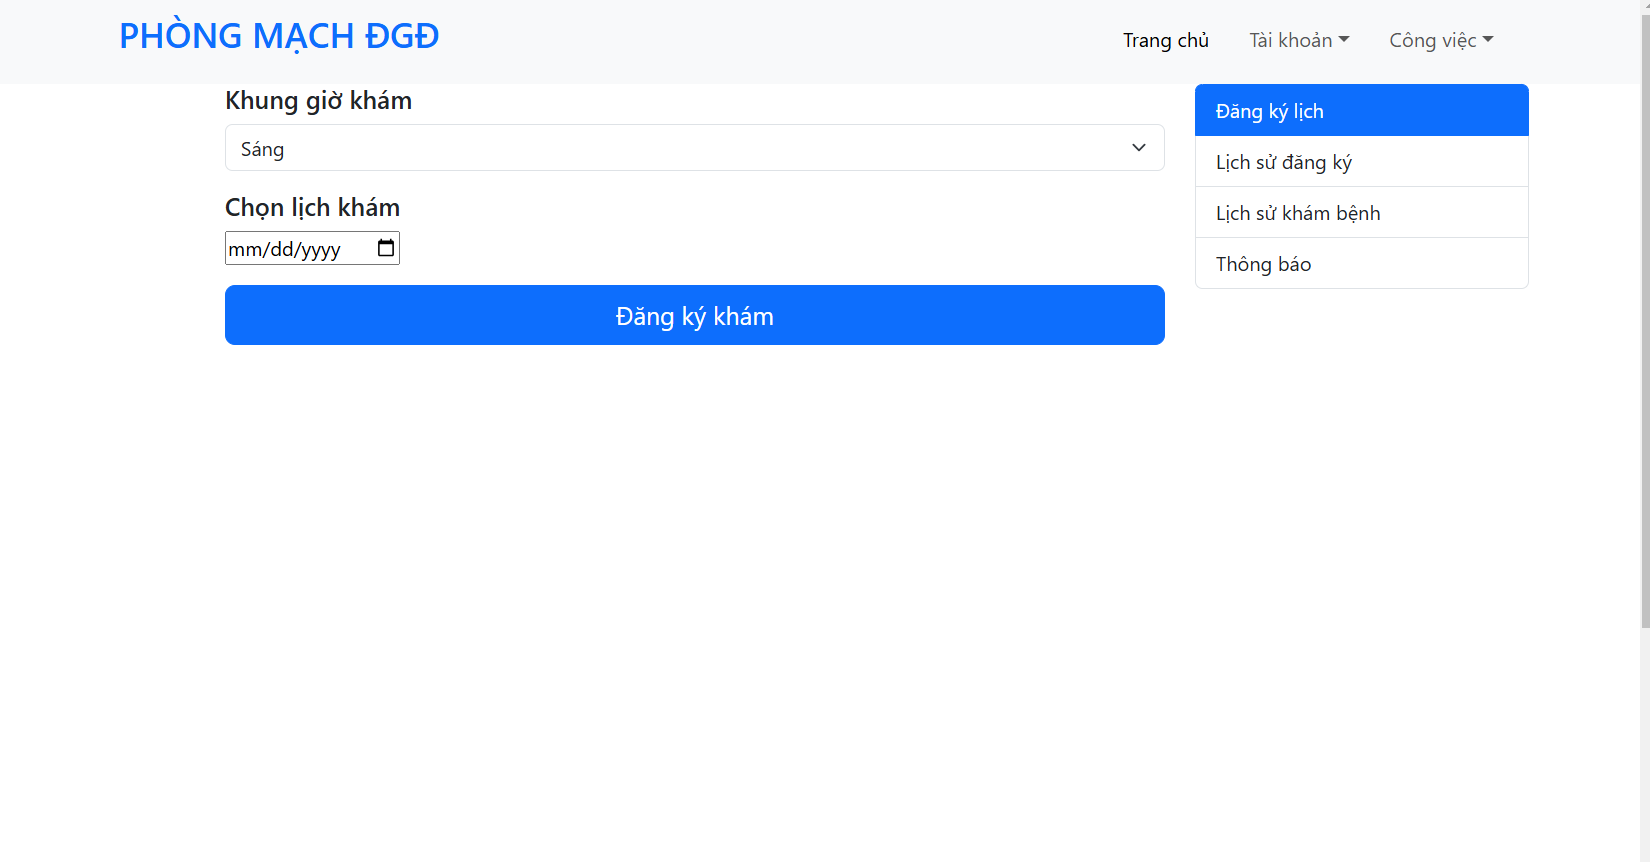 PHÒNG MẠCH ĐGĐ
Trang chủ Tài khoản Công việc
Khung giờ khám
Sáng
Chọn lịch khám
mm/dd/yyyy
Đăng ký khám
Đăng ký lịch
Lịch sử đăng ký
Lịch sử khám bệnh
Thông báo